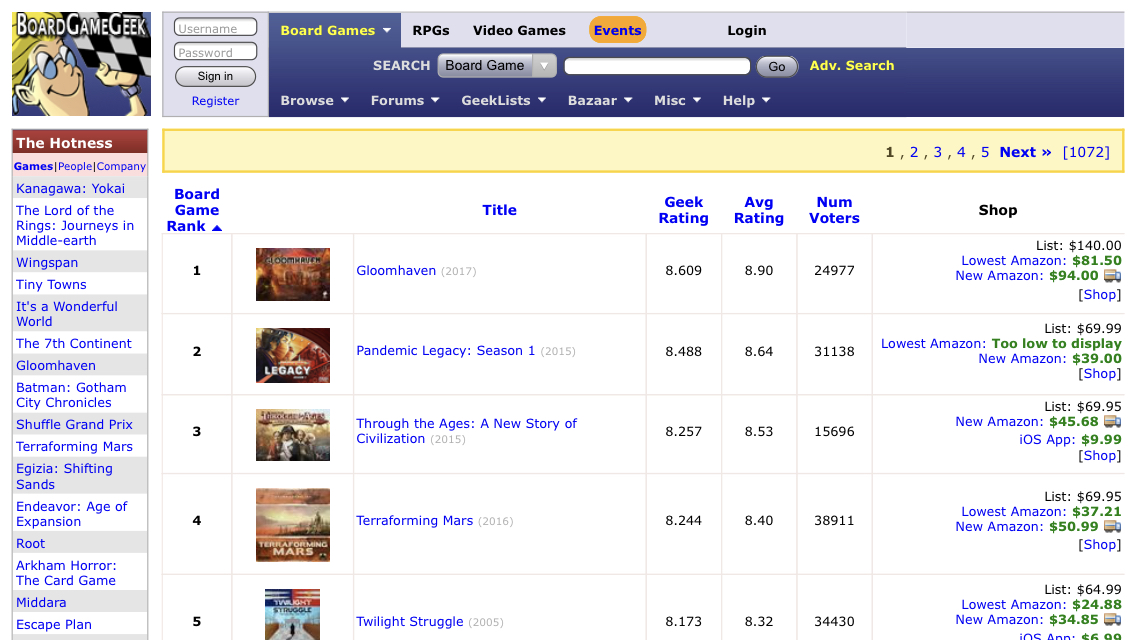 BOARDGAMEGEEK
Username
Password
Sign in
Register
Board Games RPGs Video Games Events Login
SEARCH Board Game Go Adv. Search
Browse Forums GeekLists Bazaar Misc Help
The Hotness
Games|People|Company
Kanagawa: Yokai
The Lord of the
Rings: Journeys in
Middle-earth
Wingspan
Tiny Towns
It's a Wonderful
World
The 7th Continent
Gloomhaven
Batman: Gotham
City Chronicles
Shuffle Grand Prix
Terraforming Mars
Egizia: Shifting
Sands
Endeavor: Age of
Expansion
Root
Arkham Horror:
The Card Game
Middara
Escape Plan
1 , 2 , 3 , 4 , 5 Next » [1072]
Board
Game
Rank
Title
Geek
Rating
Avg
Rating
Num
Voters
Shop
1
GLOOMHAVEN
Gloomhaven (2017)
8.609
8.90
24977
List: $140.00
Lowest Amazon: $81.50
New Amazon: $94.00
[Shop]
2
LEGACY
Pandemic Legacy: Season 1 (2015)
8.488
8.64
31138
List: $69.99
Lowest Amazon: Too low to display
New Amazon: $39.00
[Shop]
3
Through the Ages: A New Story of
Civilization (2015)
8.257
8.53
15696
List: $69.95
New Amazon: $45.68
iOS App: $9.99
[Shop]
4
TERRAFORMING
MARS
Terraforming Mars (2016)
8.244
8.40
38911
List: $69.95
Lowest Amazon: $37.21
New Amazon: $50.99
[Shop]
5
TWILIGHT
STRUGGLE
Twilight Struggle (2005)
8.173
8.32
34430
List: $64.99
Lowest Amazon: $24.88
New Amazon: $34.85
iOS App: $6.99